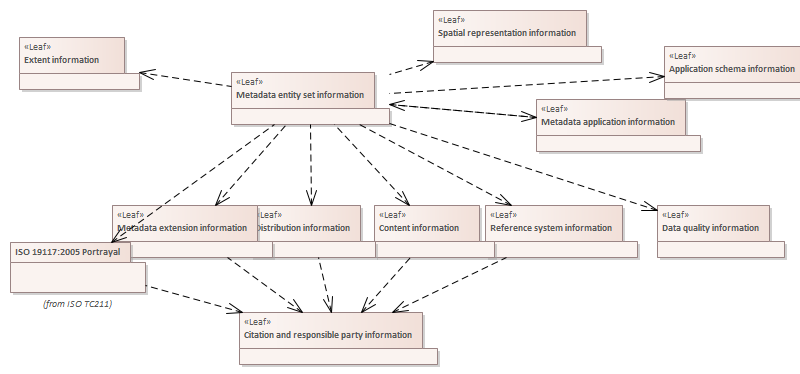 «Leaf»
Spatial representation information
«Leaf»
Extent information
«Leaf»
Application schema information
«Leaf»
Metadata entity set information
«Leaf»
Metadata application information
«Leaf»
Metadata extension information
«Leaf»
Distribution information
«Leaf»
Content information
«Leaf»
Reference system information
«Leaf»
Data quality information
ISO 19117:2005 Portrayal
(from ISO TC211)
«Leaf»
Citation and responsible party information